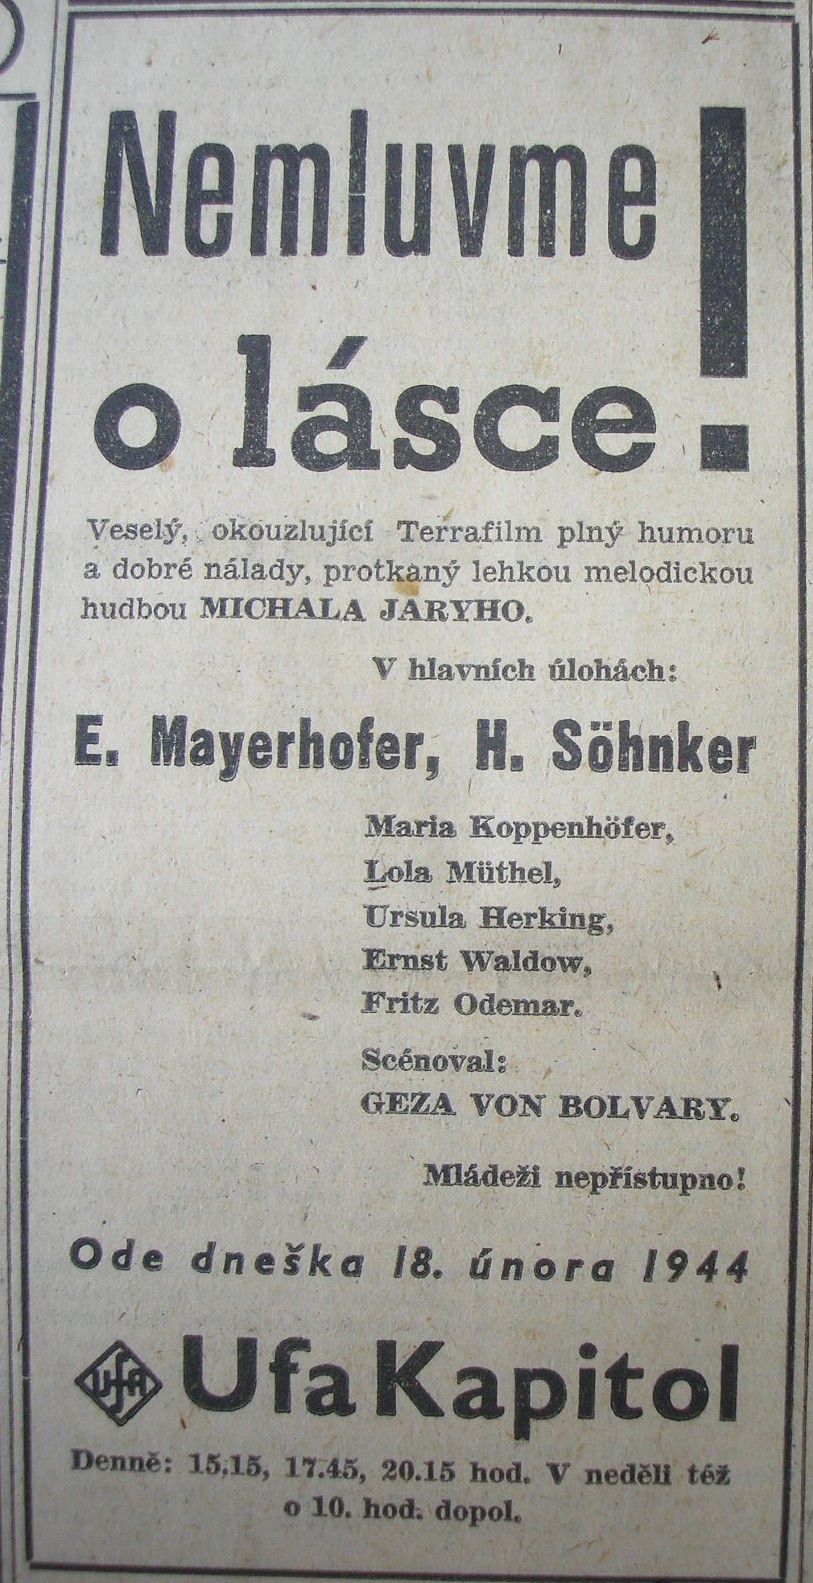 Nemluvme
o lásce!
Veselý, okouzlující Terrafilm plný humoru
a dobré nálady, protkaný lehkou melodickou
hudbou MICHALA JARYHO.
V hlavních úlohách:
E. Mayerhofer, H. Söhnker
Maria Koppenhöfer,
Lola Müthel,
Ursula Herking,
Ernst Waldow,
Fritz Odemar.
Scénoval:
GEZA VON BOLVARY.
Mládeži nepřístupno!
Ode dneška 18. února 1944
UFA Ufa Kapitol
Denně: 15.15, 17.45, 20.15 hod. V neděli též
o 10. hod. dopol.